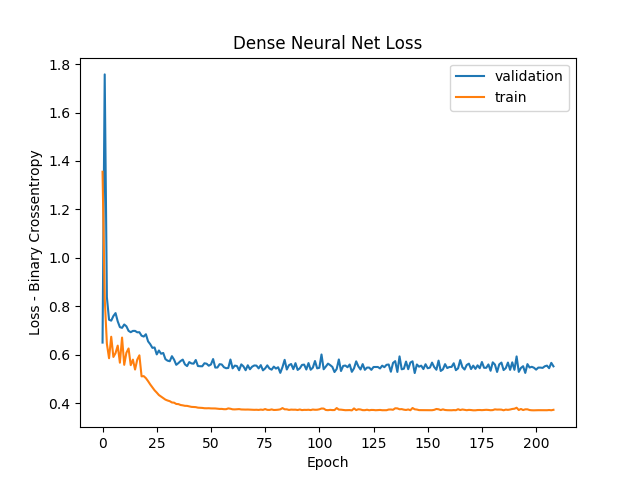 Dense Neural Net Loss
validation
train
Loss - Binary Crossentropy
1.8
1.6
1.4
1.2
1.0
0.8
0.6
0.4
0 25 50 75 100 125 150 175 200
Epoch